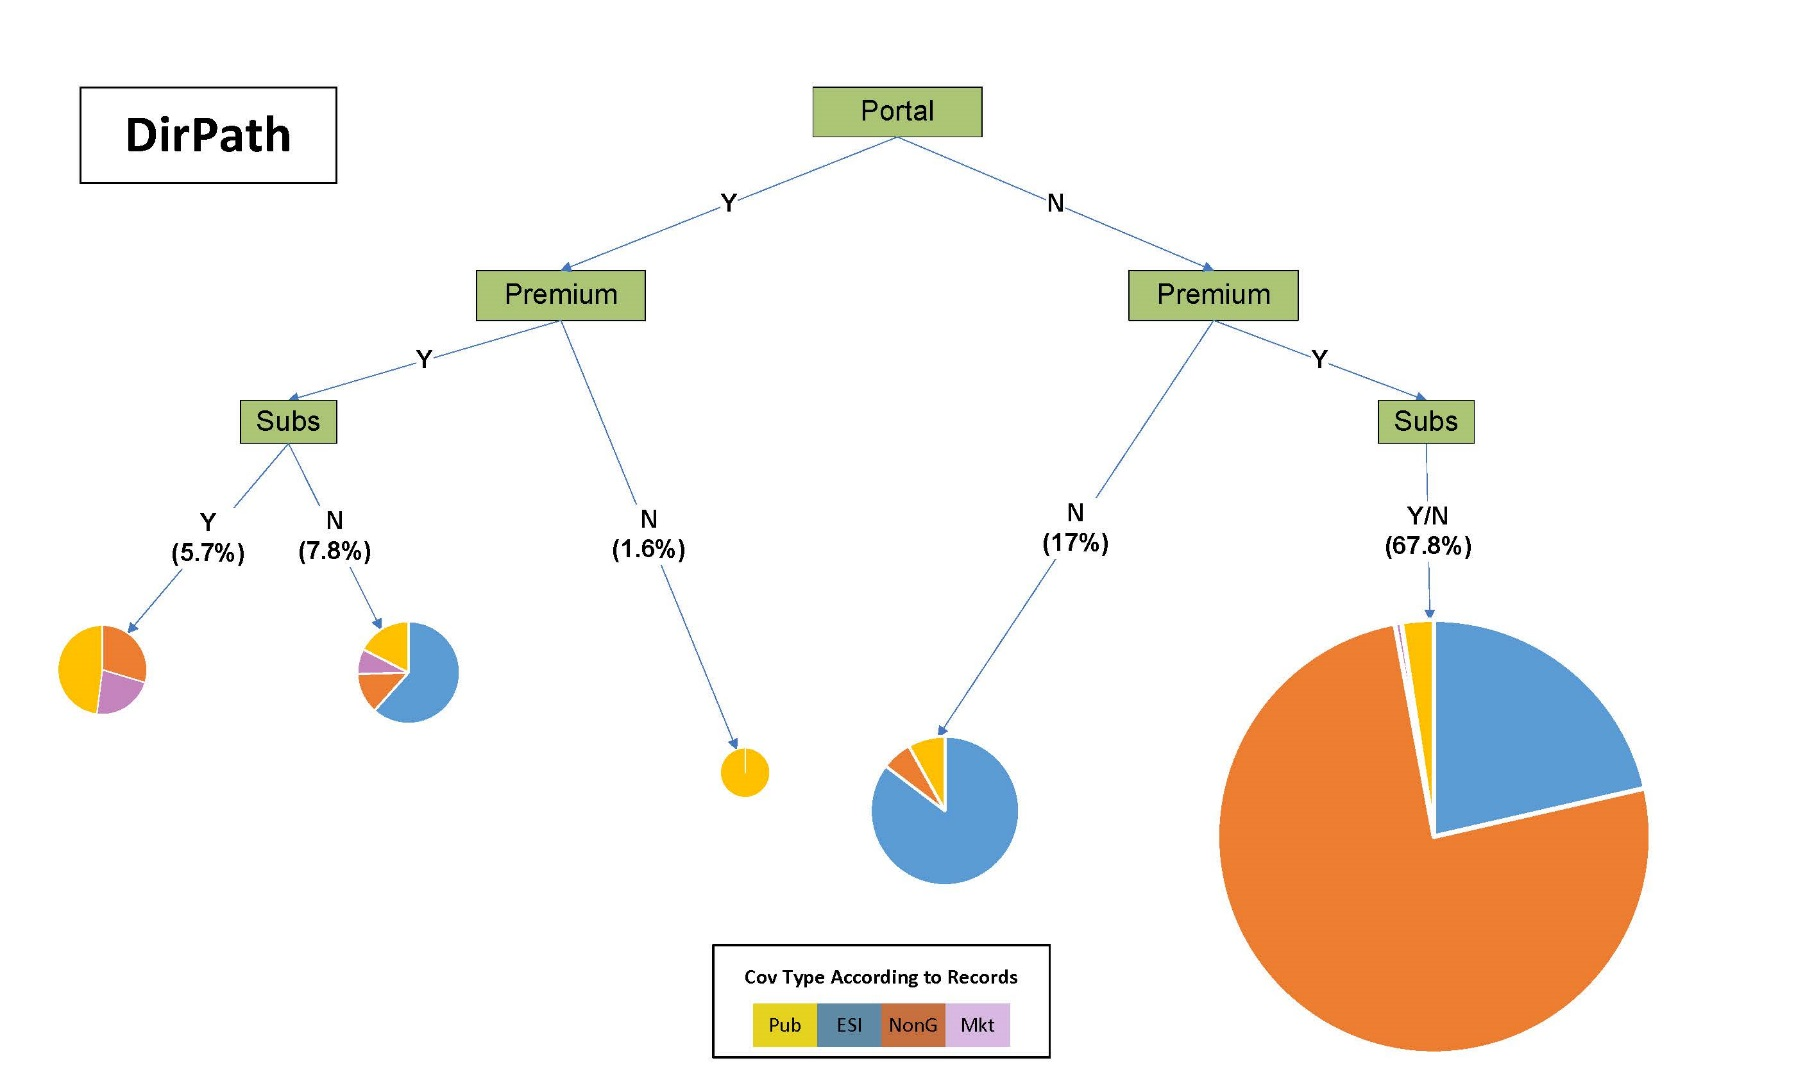 DirPath
Portal
Y
N
Premium
Premium
Y
Y
Subs
Subs
Y
(5.7%)
N
(7.8%)
N
(1.6%)
N
(17%)
Y/N
(67.8%)
Cov Type According to Records
Pub
ESI
NonG
Mkt